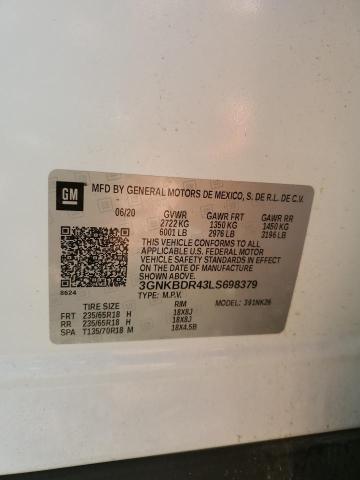 GM
MFD BY GENERAL MOTORS DE MEXICO, S. DE R.L. DE C.V.
06/20 GVWR GAWR FRT GAWR RR
2722 KG 1350 KG 1450 KG
6001 LB 2976 LB 3196 LB
THIS VEHICLE CONFORMS TO ALL
APPLICABLE U.S. FEDERAL MOTOR
VEHICLE SAFETY STANDARDS IN EFFECT
ON THE DATE OF MANUFACTURE SHOWN ABOVE
3GNKBDR43LS698379
8624
TYPE: M.P.V. MODEL: 391NK26
TIRE SIZE RIM
FRT 235/65R18 H 18X8J
RR 235/65R18 H 18X8J
SPA T135/70R18 M 18X4.5B